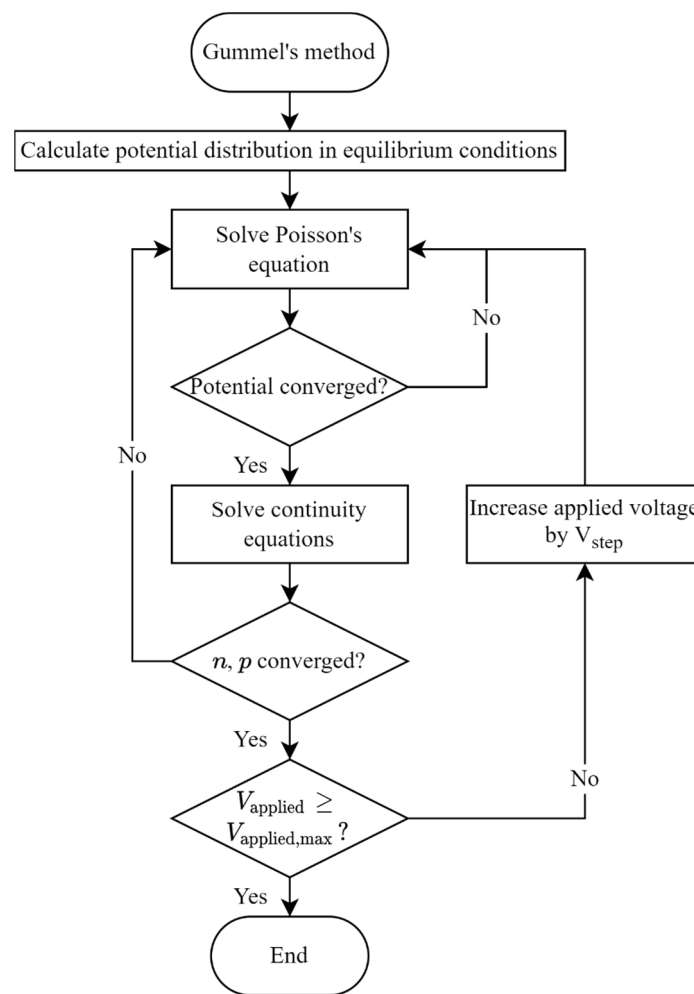 Gummel's method
Calculate potential distribution in equilibrium conditions
Solve Poisson's
equation
No
Potential converged?
No
Yes
Solve continuity
equations
Increase applied voltage
by V_step
n, p converged?
Yes
No
V_applied ≥
V_applied,max ?
Yes
End